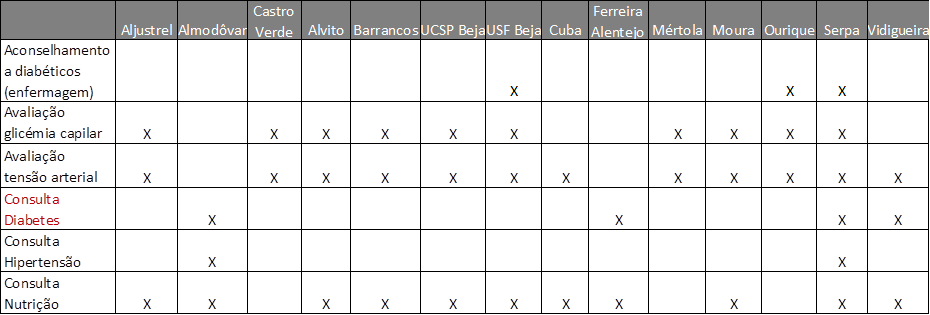 Aljustrel Almodôvar Castro Verde Alvito Barrancos UCSP Beja USF Beja Cuba Ferreira Alentejo Mértola Moura Ourique Serpa Vidigueira
Aconselhamento
a diabéticos
(enfermagem) X X X
Avaliação
glicémia capilar X X X X X X X X X X
Avaliação
tensão arterial X X X X X X X X X X X X
Consulta
Diabetes X X X X
Consulta
Hipertensão X X
Consulta
Nutrição X X X X X X X X X X X